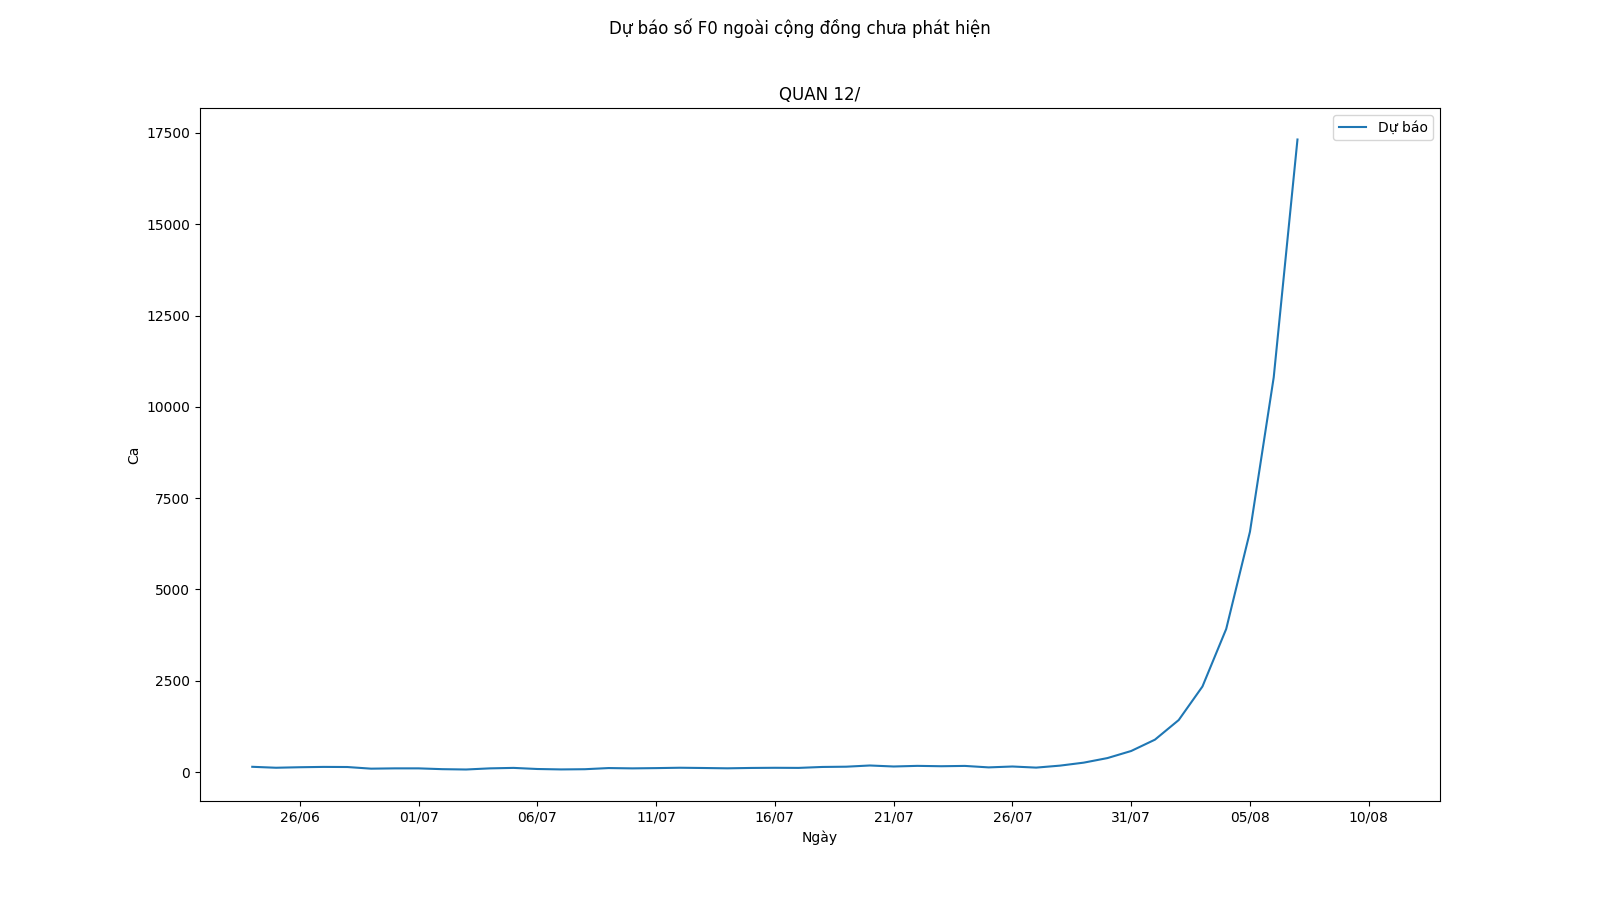 Dự báo số F0 ngoài cộng đồng chưa phát hiện
QUAN 12/
Dự báo
17500
15000
12500
10000
7500
5000
2500
0
Ca
26/06 01/07 06/07 11/07 16/07 21/07 26/07 31/07 05/08 10/08
Ngày